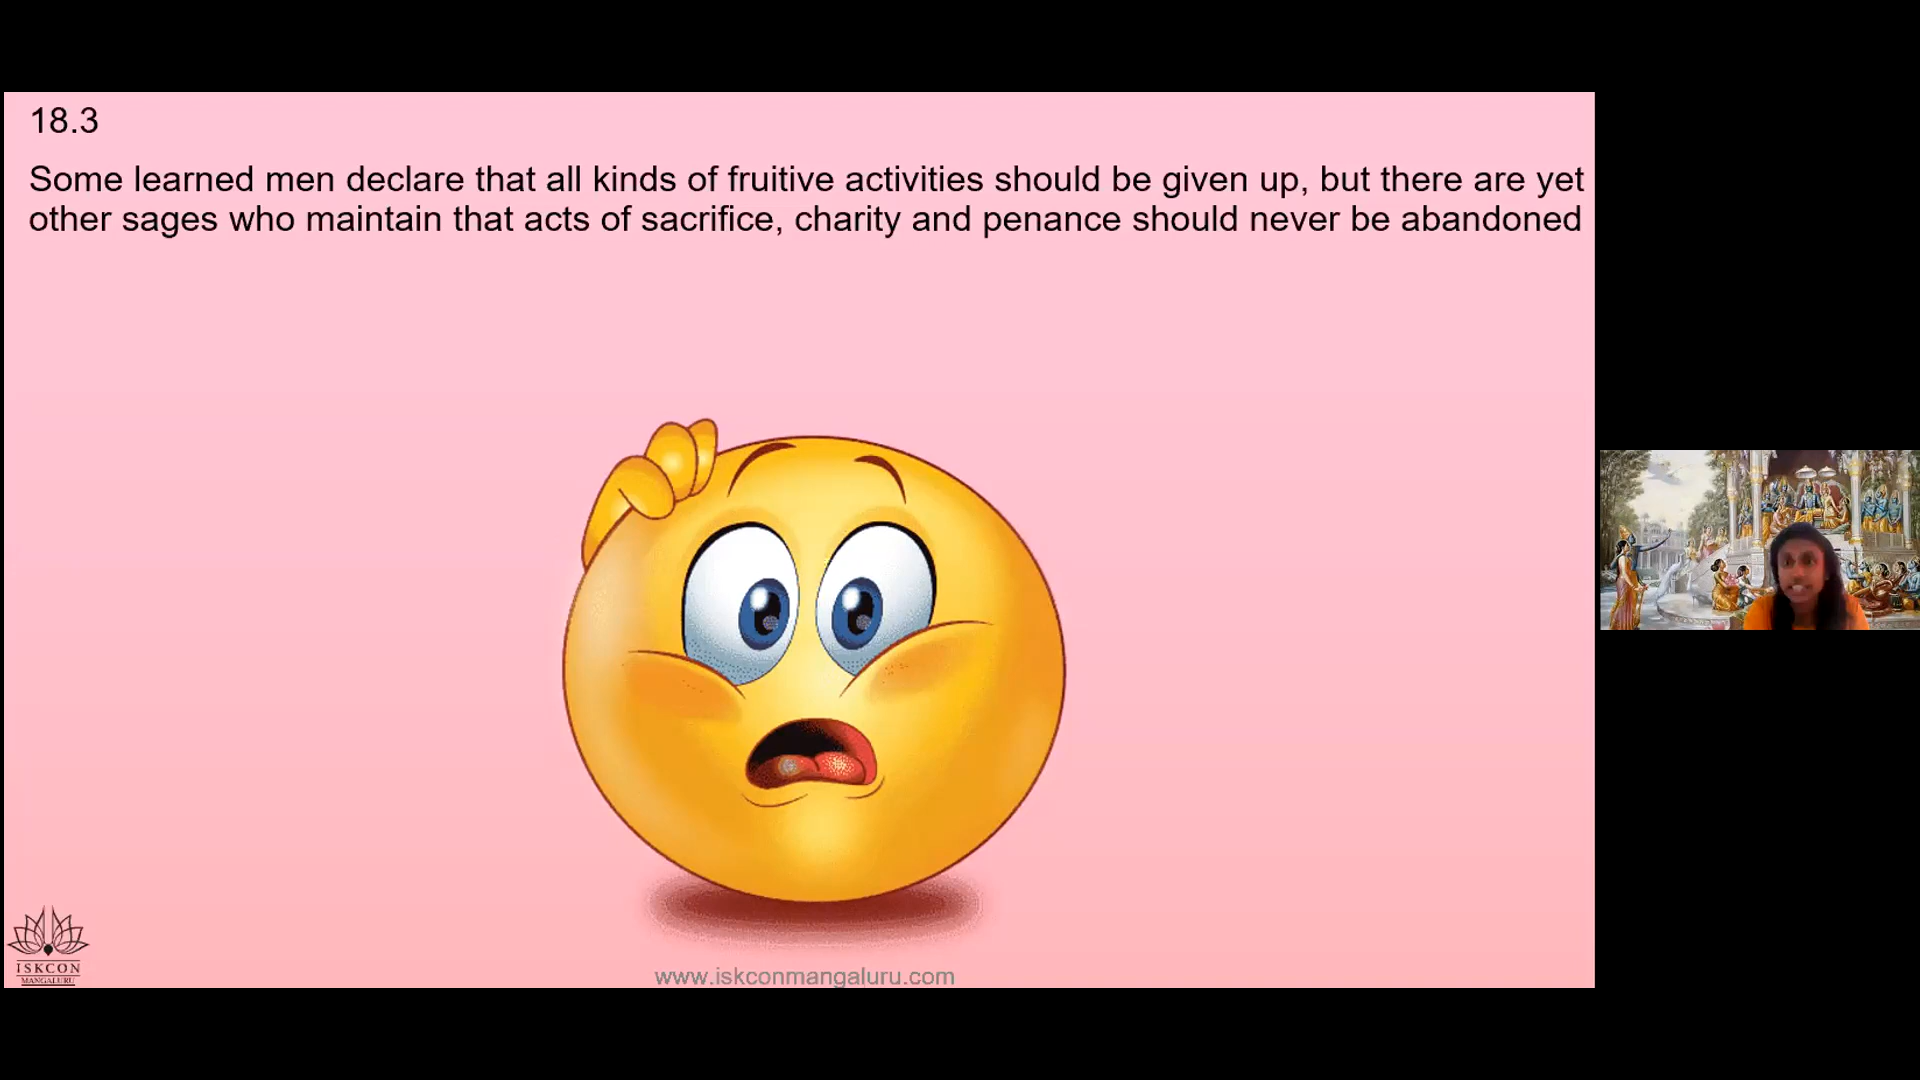 18.3
Some learned men declare that all kinds of fruitive activities should be given up, but there are yet
other sages who maintain that acts of sacrifice, charity and penance should never be abandoned
ISKCON
MANGALURU
www.iskconmangaluru.com